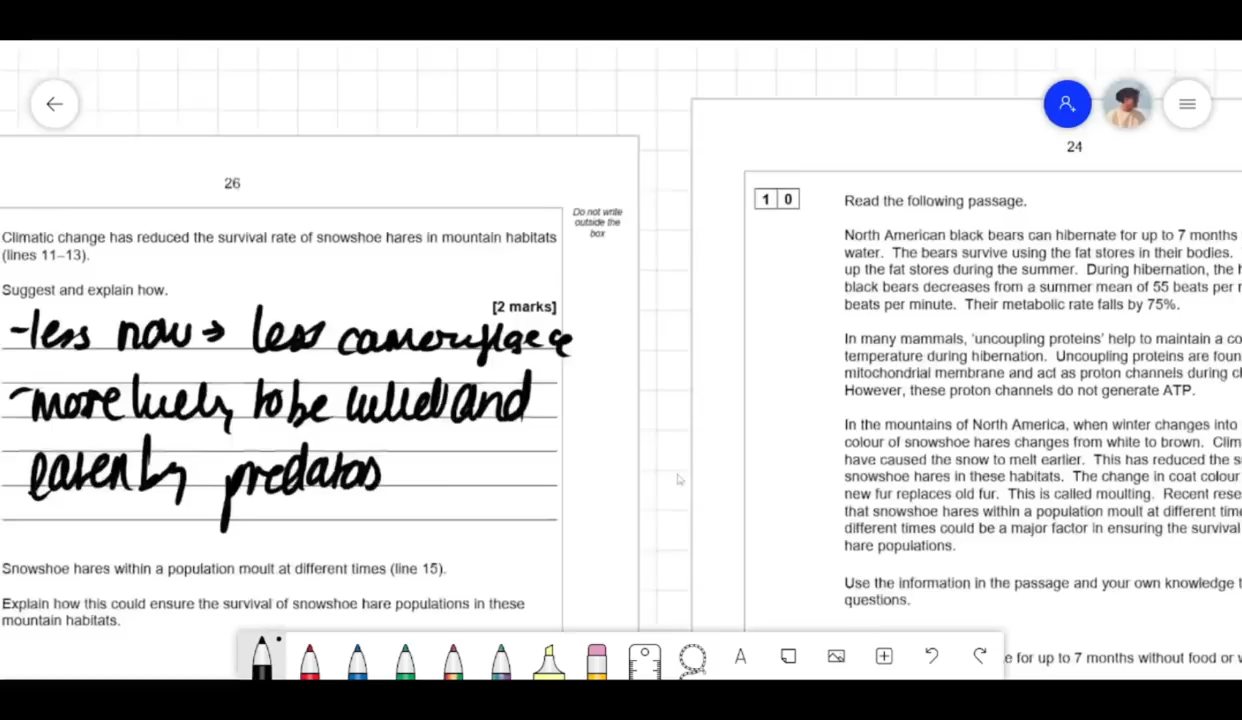 26
Do not write
outside the
box
Climatic change has reduced the survival rate of snowshoe hares in mountain habitats
(lines 11–13).
Suggest and explain how.
[2 marks]
-less now → less camouflage
-more likely to be killed and
eaten by predators
Snowshoe hares within a population moult at different times (line 15).
Explain how this could ensure the survival of snowshoe hare populations in these
mountain habitats.
24
1 0
Read the following passage.
North American black bears can hibernate for up to 7 months
water. The bears survive using the fat stores in their bodies.
up the fat stores during the summer. During hibernation, the h
black bears decreases from a summer mean of 55 beats per
beats per minute. Their metabolic rate falls by 75%.
In many mammals, 'uncoupling proteins' help to maintain a co
temperature during hibernation. Uncoupling proteins are foun
mitochondrial membrane and act as proton channels during
However, these proton channels do not generate ATP.
In the mountains of North America, when winter changes into
colour of snowshoe hares changes from white to brown. Clim
have caused the snow to melt earlier. This has reduced the
snowshoe hares in these habitats. The change in coat colour
new fur replaces old fur. This is called moulting. Recent rese
that snowshoe hares within a population moult at different time
different times could be a major factor in ensuring the survival
hare populations.
Use the information in the passage and your own knowledge t
questions.
e for up to 7 months without food or w
A